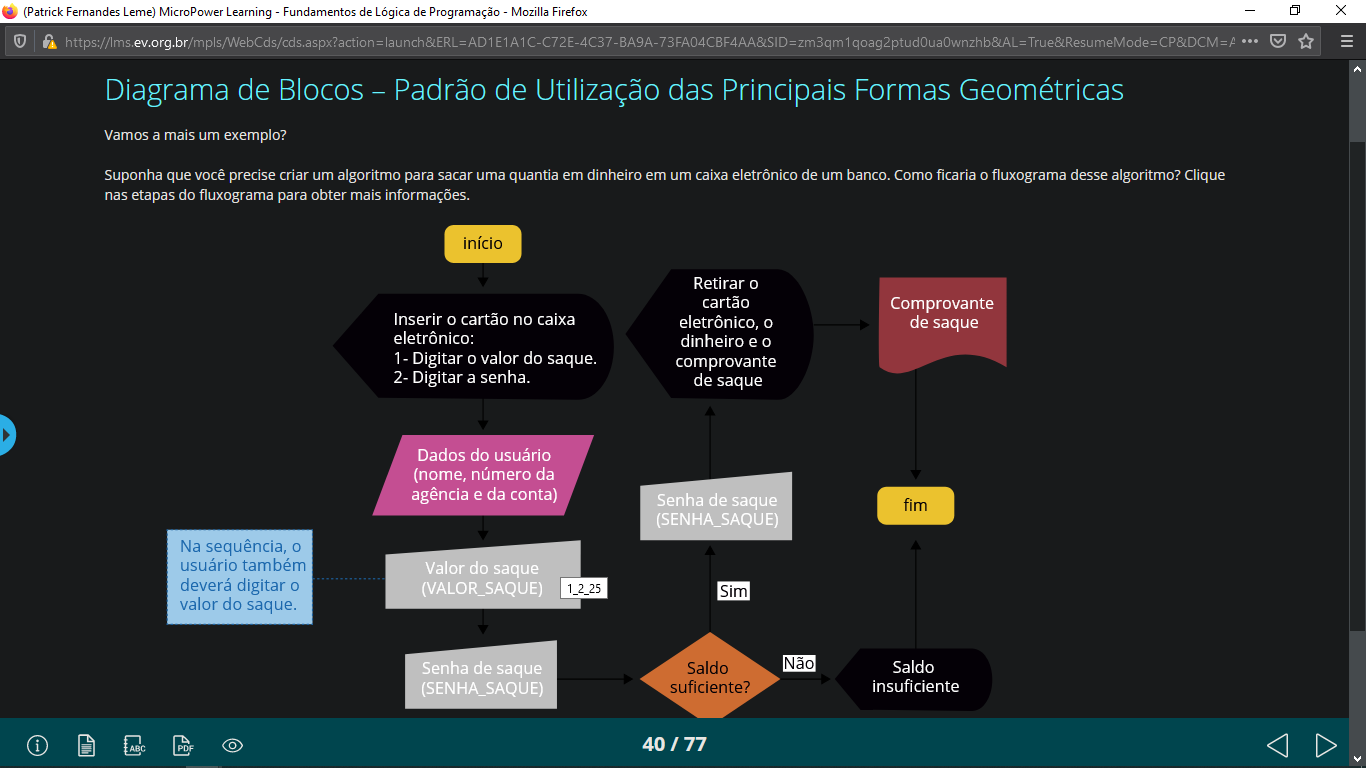 (Patrick Fernandes Leme) MicroPower Learning - Fundamentos de Lógica de Programação - Mozilla Firefox
https://lms.ev.org.br/mpls/WebCds/cds.aspx?action=launch&ERL=AD1E1A1C-C72E-4C37-BA9A-73FA04CBF4AA&SID=zm3qm1qoag2ptud0ua0wnzhb&AL=True&ResumeMode=CP&DCM=A
Diagrama de Blocos – Padrão de Utilização das Principais Formas Geométricas
Vamos a mais um exemplo?
Suponha que você precise criar um algoritmo para sacar uma quantia em dinheiro em um caixa eletrônico de um banco. Como ficaria o fluxograma desse algoritmo? Clique
nas etapas do fluxograma para obter mais informações.
início
Inserir o cartão no caixa
eletrônico:
1- Digitar o valor do saque.
2- Digitar a senha.
Dados do usuário
(nome, número da
agência e da conta)
Na sequência, o
usuário também
deverá digitar o
valor do saque.
Valor do saque
(VALOR_SAQUE)
1_2_25
Senha de saque
(SENHA_SAQUE)
Saldo
suficiente?
Sim
Senha de saque
(SENHA_SAQUE)
Retirar o
cartão
eletrônico, o
dinheiro e o
comprovante
de saque
Comprovante
de saque
Não
Saldo
insuficiente
fim
ABC
PDF
40 / 77